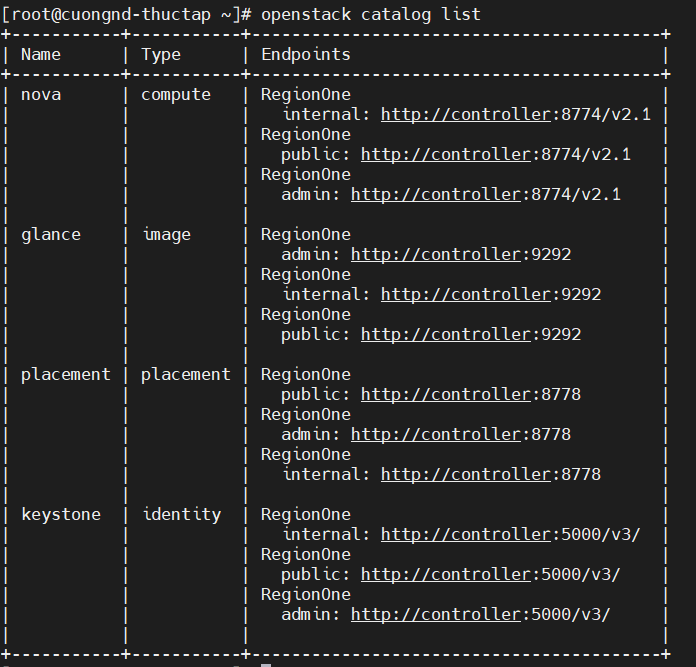 [root@cuongnd-thuctap ~]# openstack catalog list
+-----------+-----------+-----------------------------------------+
| Name      | Type      | Endpoints                               |
+-----------+-----------+-----------------------------------------+
| nova      | compute   | RegionOne                               |
|           |           |   internal: http://controller:8774/v2.1 |
|           |           | RegionOne                               |
|           |           |   public: http://controller:8774/v2.1   |
|           |           | RegionOne                               |
|           |           |   admin: http://controller:8774/v2.1    |
|           |           |                                         |
| glance    | image     | RegionOne                               |
|           |           |   admin: http://controller:9292         |
|           |           | RegionOne                               |
|           |           |   internal: http://controller:9292      |
|           |           | RegionOne                               |
|           |           |   public: http://controller:9292        |
|           |           |                                         |
| placement | placement | RegionOne                               |
|           |           |   public: http://controller:8778        |
|           |           | RegionOne                               |
|           |           |   admin: http://controller:8778         |
|           |           | RegionOne                               |
|           |           |   internal: http://controller:8778      |
|           |           |                                         |
| keystone  | identity  | RegionOne                               |
|           |           |   internal: http://controller:5000/v3/  |
|           |           | RegionOne                               |
|           |           |   public: http://controller:5000/v3/    |
|           |           | RegionOne                               |
|           |           |   admin: http://controller:5000/v3/     |
|           |           |                                         |
+-----------+-----------+-----------------------------------------+